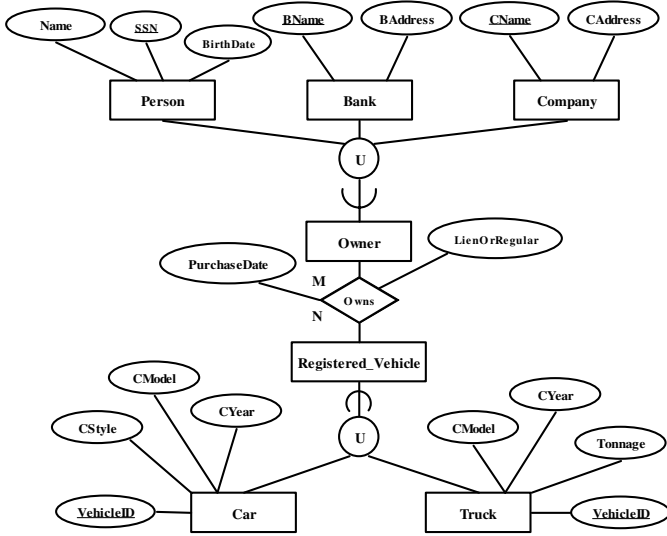 Name
SSN
BirthDate
BName
BAddress
CName
CAddress
Person
Bank
Company
U
Owner
LienOrRegular
PurchaseDate
M
Owns
N
Registered_Vehicle
CModel
CYear
CStyle
U
CModel
CYear
Tonnage
VehicleID
Car
Truck
VehicleID